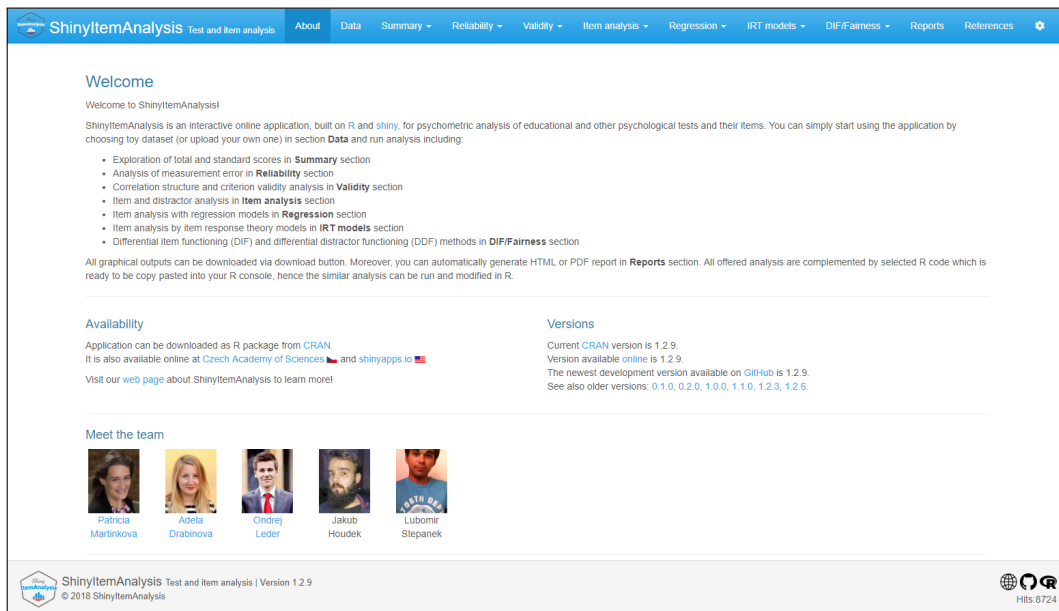 ShinyItemAnalysis Test and item analysis About Data Summary Reliability Validity Item analysis Regression IRT models DIF/Fairness Reports References
Welcome
Welcome to ShinyItemAnalysis!
ShinyItemAnalysis is an interactive online application, built on R and shiny, for psychometric analysis of educational and other psychological tests and their items. You can simply start using the application by
choosing toy dataset (or upload your own one) in section Data and run analysis including:
• Exploration of total and standard scores in Summary section
• Analysis of measurement error in Reliability section
• Correlation structure and criterion validity analysis in Validity section
• Item and distractor analysis in Item analysis section
• Item analysis with regression models in Regression section
• Item analysis by item response theory models in IRT models section
• Differential item functioning (DIF) and differential distractor functioning (DDF) methods in DIF/Fairness section
All graphical outputs can be downloaded via download button. Moreover, you can automatically generate HTML or PDF report in Reports section. All offered analysis are complemented by selected R code which is
ready to be copy pasted into your R console, hence the similar analysis can be run and modified in R.
Availability
Application can be downloaded as R package from CRAN.
It is also available online at Czech Academy of Sciences and shinyapps.io.
Visit our web page about ShinyItemAnalysis to learn more!
Versions
Current CRAN version is 1.2.9.
Version available online is 1.2.9.
The newest development version available on GitHub is 1.2.9.
See also older versions: 0.1.0, 0.2.0, 1.0.0, 1.1.0, 1.2.3, 1.2.6.
Meet the team
Patricia
Martinkova
Adela
Drabinova
Ondrej
Leder
Jakub
Houdek
Lubomir
Stepanek
Shiny
ItemAnalysis
ShinyItemAnalysis Test and item analysis | Version 1.2.9
© 2018 ShinyItemAnalysis
Hits:8724